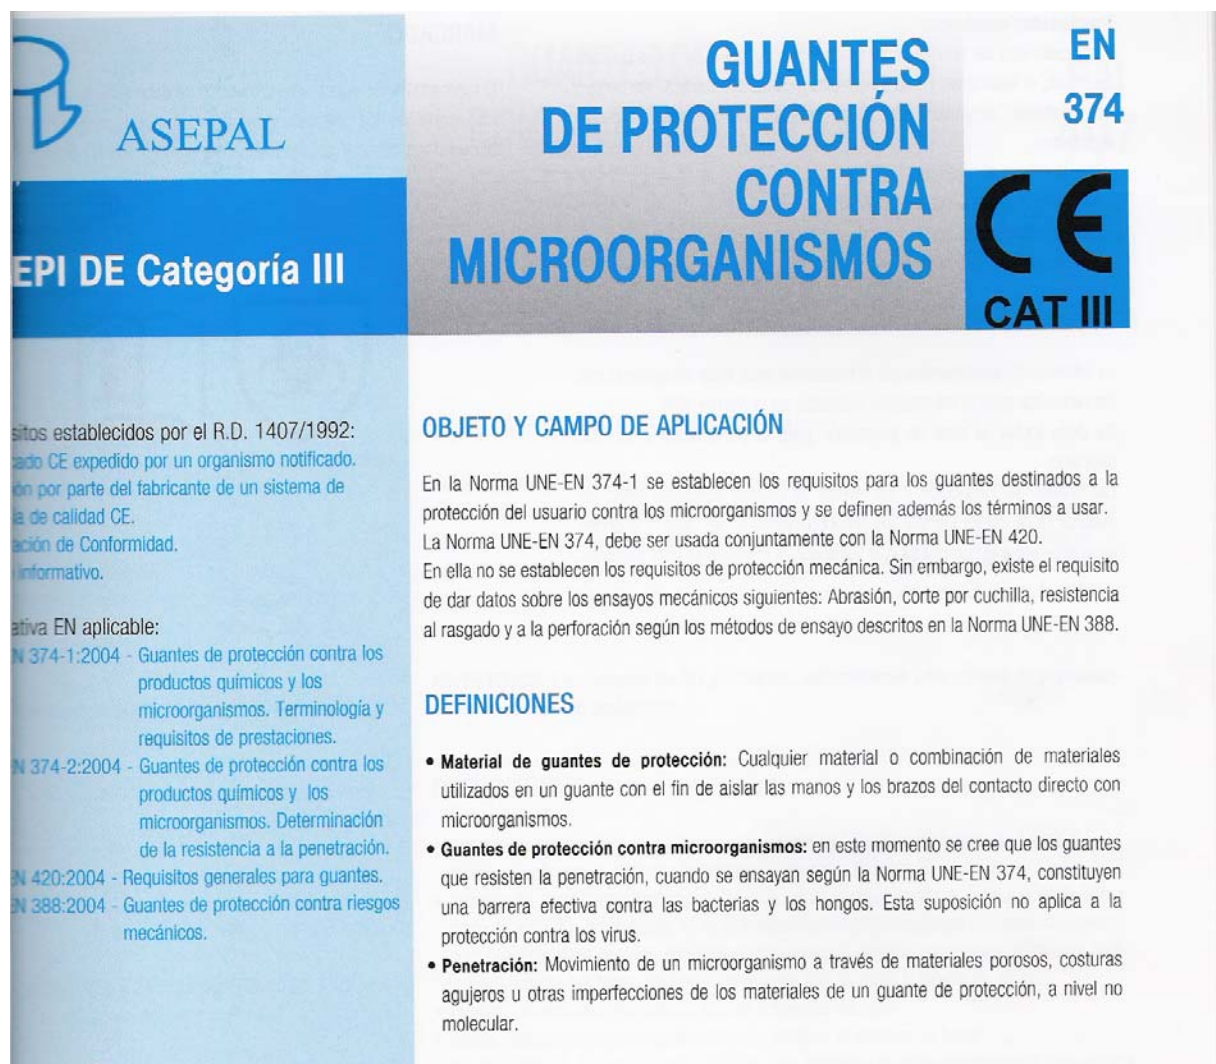 ASEPAL
EPI DE Categoría III
GUANTES
DE PROTECCIÓN
CONTRA
MICROORGANISMOS
EN
374
CE
CAT III
establecidos por el R.D. 1407/1992:
CE expedido por un organismo notificado.
por parte del fabricante de un sistema de
de calidad CE.
de Conformidad.
informativo.
EN aplicable:
374-1:2004 - Guantes de protección contra los
productos químicos y los
microorganismos. Terminología y
requisitos de prestaciones.
374-2:2004 - Guantes de protección contra los
productos químicos y los
microorganismos. Determinación
de la resistencia a la penetración.
420:2004 - Requisitos generales para guantes.
388:2004 - Guantes de protección contra riesgos
mecánicos.
OBJETO Y CAMPO DE APLICACIÓN
En la Norma UNE-EN 374-1 se establecen los requisitos para los guantes destinados a la
protección del usuario contra los microorganismos y se definen además los términos a usar.
La Norma UNE-EN 374, debe ser usada conjuntamente con la Norma UNE-EN 420.
En ella no se establecen los requisitos de protección mecánica. Sin embargo, existe el requisito
de dar datos sobre los ensayos mecánicos siguientes: Abrasión, corte por cuchilla, resistencia
al rasgado y a la perforación según los métodos de ensayo descritos en la Norma UNE-EN 388.
DEFINICIONES
• Material de guantes de protección: Cualquier material o combinación de materiales
utilizados en un guante con el fin de aislar las manos y los brazos del contacto directo con
microorganismos.
• Guantes de protección contra microorganismos: en este momento se cree que los guantes
que resisten la penetración, cuando se ensayan según la Norma UNE-EN 374, constituyen
una barrera efectiva contra las bacterias y los hongos. Esta suposición no aplica a la
protección contra los virus.
• Penetración: Movimiento de un microorganismo a través de materiales porosos, costuras
agujeros u otras imperfecciones de los materiales de un guante de protección, a nivel no
molecular.